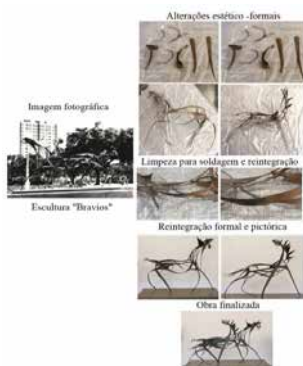 Alterações estético -formais
Imagem fotográfica
Escultura "Bravios"
Limpeza para soldagem e reintegração
Reintegração formal e pictórica
Obra finalizada